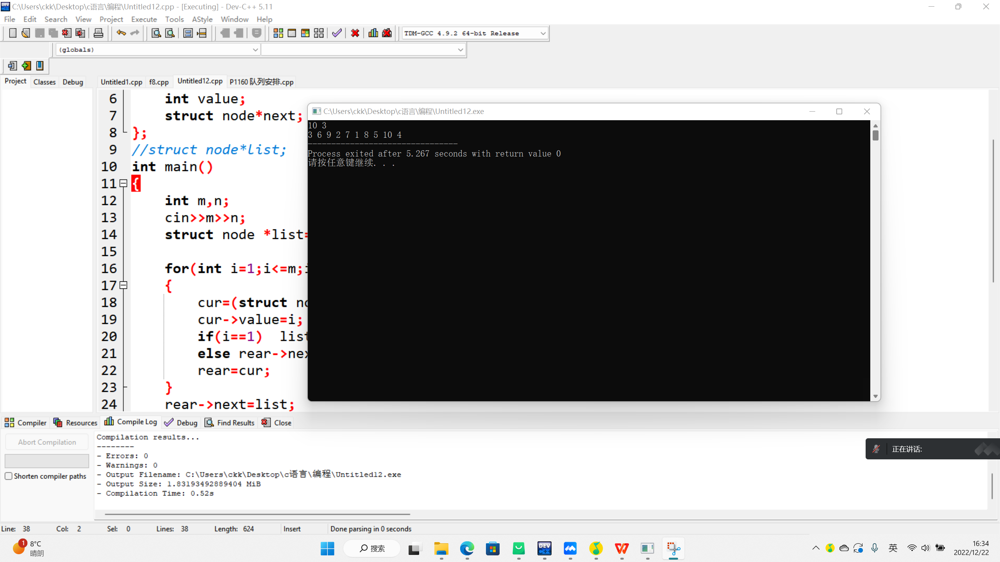 C:\Users\ckk\Desktop\c语言\编程\Untitled12.cpp - [Executing] - Dev-C++ 5.11
File Edit Search View Project Execute Tools AStyle Window Help
TDM-GCC 4.9.2 64-bit Release
(globals)
Project Classes Debug
Untitled1.cpp f8.cpp Untitled12.cpp P1160 队列安排.cpp
6 int value;
7 struct node*next;
8 };
9 //struct node*list;
10 int main()
11 {
12 int m,n;
13 cin>>m>>n;
14 struct node *list=
15
16 for(int i=1;i<=m;i
17 {
18 cur=(struct no
19 cur->value=i;
20 if(i==1) list
21 else rear->nex
22 rear=cur;
23 }
24 rear->next=list;
C:\Users\ckk\Desktop\c语言\编程\Untitled12.exe
10 3
3 6 9 2 7 1 8 5 10 4
--------------------------------
Process exited after 5.267 seconds with return value 0
请按任意键继续. . .
Compiler Resources Compile Log Debug Find Results Close
Abort Compilation
Shorten compiler paths
Compilation results...
--------
- Errors: 0
- Warnings: 0
- Output Filename: C:\Users\ckk\Desktop\c语言\编程\Untitled12.exe
- Output Size: 1.83193492889404 MiB
- Compilation Time: 0.52s
正在讲话:
Line: 38 Col: 2 Sel: 0 Lines: 38 Length: 624 Insert Done parsing in 0 seconds
1
8°C
晴朗
搜索
DEV C++
英
16:34
2022/12/22